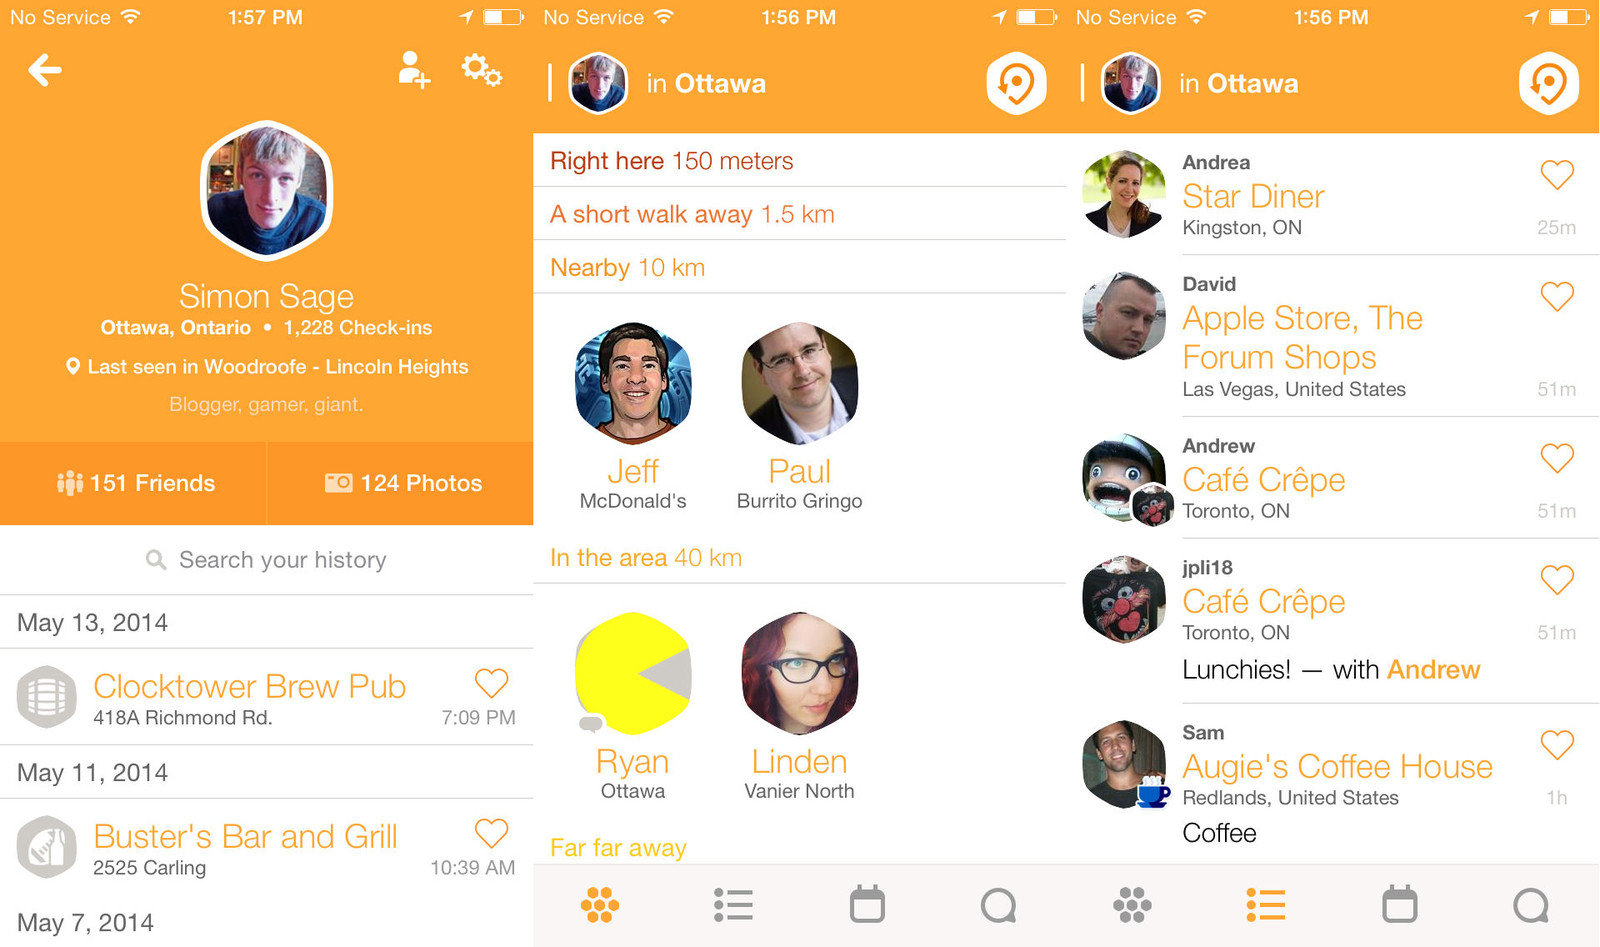 No Service
1:57 PM
Simon Sage
Ottawa, Ontario • 1,228 Check-ins
Last seen in Woodroofe - Lincoln Heights
Blogger, gamer, giant.
151 Friends
124 Photos
Search your history
May 13, 2014
Clocktower Brew Pub
418A Richmond Rd.
7:09 PM
May 11, 2014
Buster's Bar and Grill
2525 Carling
10:39 AM
May 7, 2014
No Service
1:56 PM
in Ottawa
Right here 150 meters
A short walk away 1.5 km
Nearby 10 km
Jeff
McDonald's
Paul
Burrito Gringo
In the area 40 km
Ryan
Ottawa
Linden
Vanier North
Far far away
No Service
1:56 PM
in Ottawa
Andrea
Star Diner
Kingston, ON
25m
David
Apple Store, The
Forum Shops
Las Vegas, United States
51m
Andrew
Café Crêpe
Toronto, ON
51m
jpli18
Café Crêpe
Toronto, ON
51m
Lunchies! — with Andrew
Sam
Augie's Coffee House
Redlands, United States
1h
Coffee